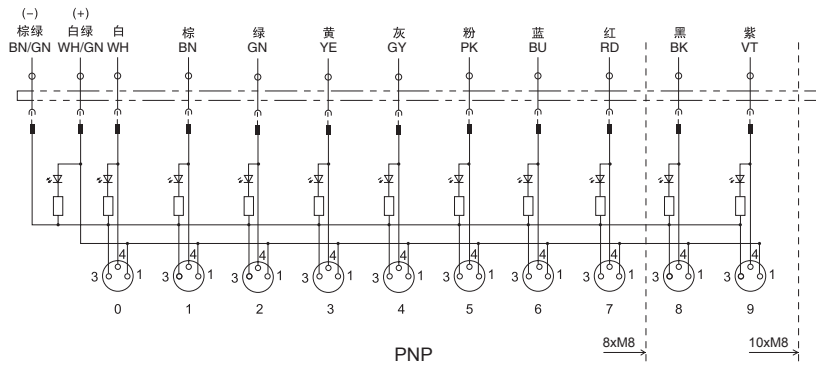 (-) (+)
棕绿 白绿 白 棕 绿 黄 灰 粉 蓝 红 黑 紫
BN/GN WH/GN WH BN GN YE GY PK BU RD BK VT
4 4 4 4 4 4 4 4 4 4
3 1 3 1 3 1 3 1 3 1 3 1 3 1 3 1 3 1 3 1
0 1 2 3 4 5 6 7 8 9
PNP 8xM8 10xM8